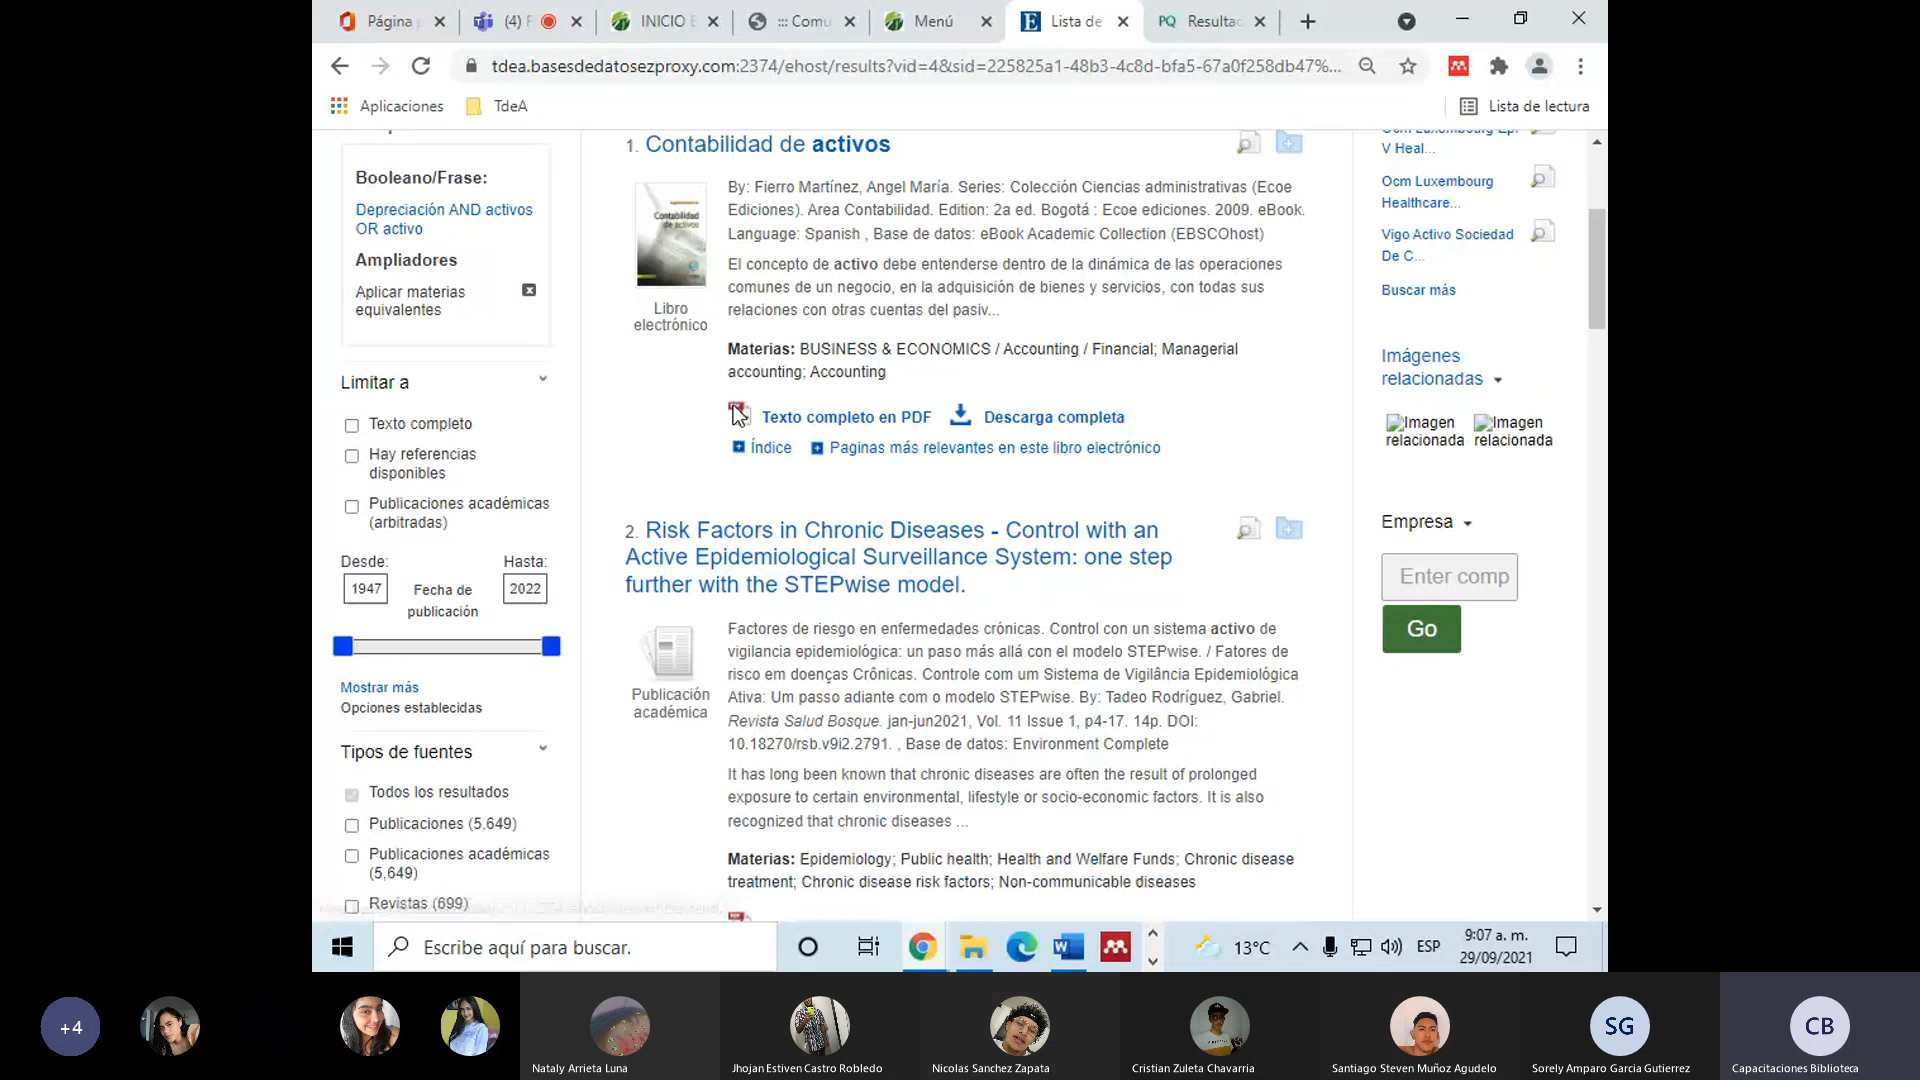 Página
(4) F
INICIO E
::: Comu
Menú
Lista de
PQ Resultad
tdea.basesdedatosezproxy.com:2374/ehost/results?vid=4&sid=225825a1-48b3-4c8d-bfa5-67a0f258db47%...
Aplicaciones
TdeA
Lista de lectura
Booleano/Frase:
Depreciación AND activos
OR activo
Ampliadores
Aplicar materias
equivalentes
Limitar a
Texto completo
Hay referencias
disponibles
Publicaciones académicas
(arbitradas)
Desde:
Hasta:
1947
Fecha de
publicación
2022
Mostrar más
Opciones establecidas
Tipos de fuentes
Todos los resultados
Publicaciones (5,649)
Publicaciones académicas
(5,649)
Revistas (699)
1. Contabilidad de activos
Contabilidad
de activos
Libro
electrónico
By: Fierro Martínez, Angel María. Series: Colección Ciencias administrativas (Ecoe
Ediciones). Area Contabilidad. Edition: 2a ed. Bogotá : Ecoe ediciones. 2009. eBook.
Language: Spanish , Base de datos: eBook Academic Collection (EBSCOhost)
El concepto de activo debe entenderse dentro de la dinámica de las operaciones
comunes de un negocio, en la adquisición de bienes y servicios, con todas sus
relaciones con otras cuentas del pasiv...
Materias: BUSINESS & ECONOMICS / Accounting / Financial; Managerial
accounting; Accounting
Texto completo en PDF
Descarga completa
Índice
Paginas más relevantes en este libro electrónico
2. Risk Factors in Chronic Diseases - Control with an
Active Epidemiological Surveillance System: one step
further with the STEPwise model.
Publicación
académica
Factores de riesgo en enfermedades crónicas. Control con un sistema activo de
vigilancia epidemiológica: un paso más allá con el modelo STEPwise. / Fatores de
risco em doenças Crônicas. Controle com um Sistema de Vigilância Epidemiológica
Ativa: Um passo adiante com o modelo STEPwise. By: Tadeo Rodríguez, Gabriel.
Revista Salud Bosque. jan-jun2021, Vol. 11 Issue 1, p4-17. 14p. DOI:
10.18270/rsb.v9i2.2791. , Base de datos: Environment Complete
It has long been known that chronic diseases are often the result of prolonged
exposure to certain environmental, lifestyle or socio-economic factors. It is also
recognized that chronic diseases ...
Materias: Epidemiology; Public health; Health and Welfare Funds; Chronic disease
treatment; Chronic disease risk factors; Non-communicable diseases
Ocm Luxembourg Epf
V Heal...
Ocm Luxembourg
Healthcare...
Vigo Activo Sociedad
De C...
Buscar más
Imágenes
relacionadas
Imagen
relacionada
Imagen
relacionada
Empresa
Enter comp
Go
Escribe aquí para buscar.
13°C
ESP
9:07 a. m.
29/09/2021
+4
Nataly Arrieta Luna
Jhojan Estiven Castro Robledo
Nicolas Sanchez Zapata
Cristian Zuleta Chavarria
Santiago Steven Muñoz Agudelo
SG
Sorely Amparo Garcia Gutierrez
CB
Capacitaciones Biblioteca